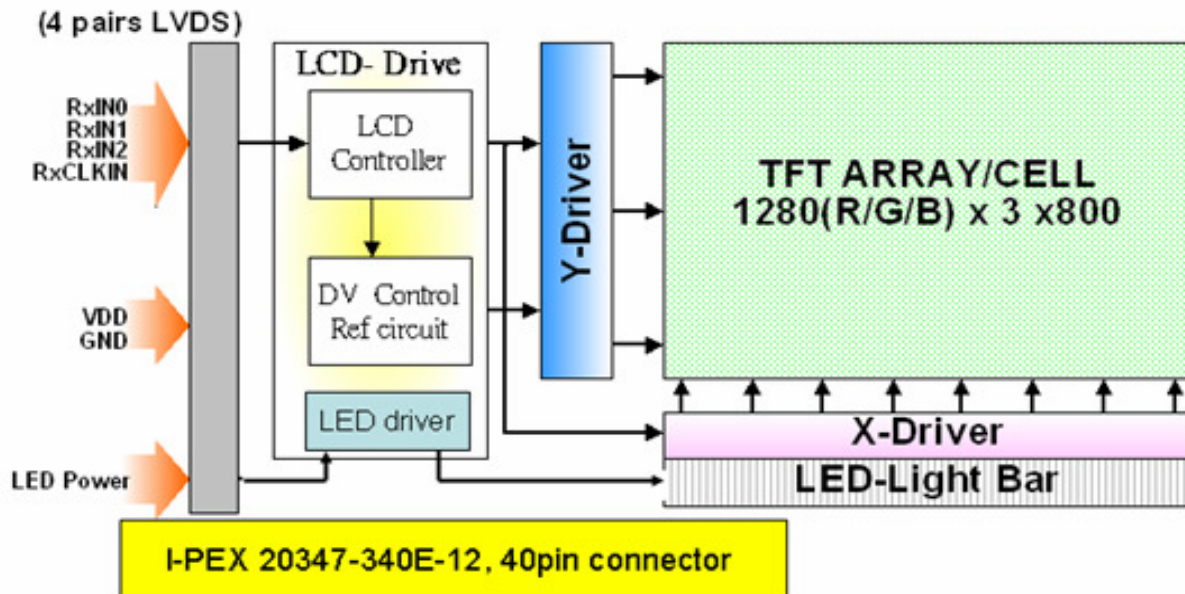 (4 pairs LVDS)
RxIN0
RxIN1
RxIN2
RxCLKIN
VDD
GND
LED Power
LCD- Drive
LCD
Controller
DV Control
Ref circuit
LED driver
Y-Driver
TFT ARRAY/CELL
1280(R/G/B) x 3 x800
X-Driver
LED-Light Bar
I-PEX 20347-340E-12, 40pin connector